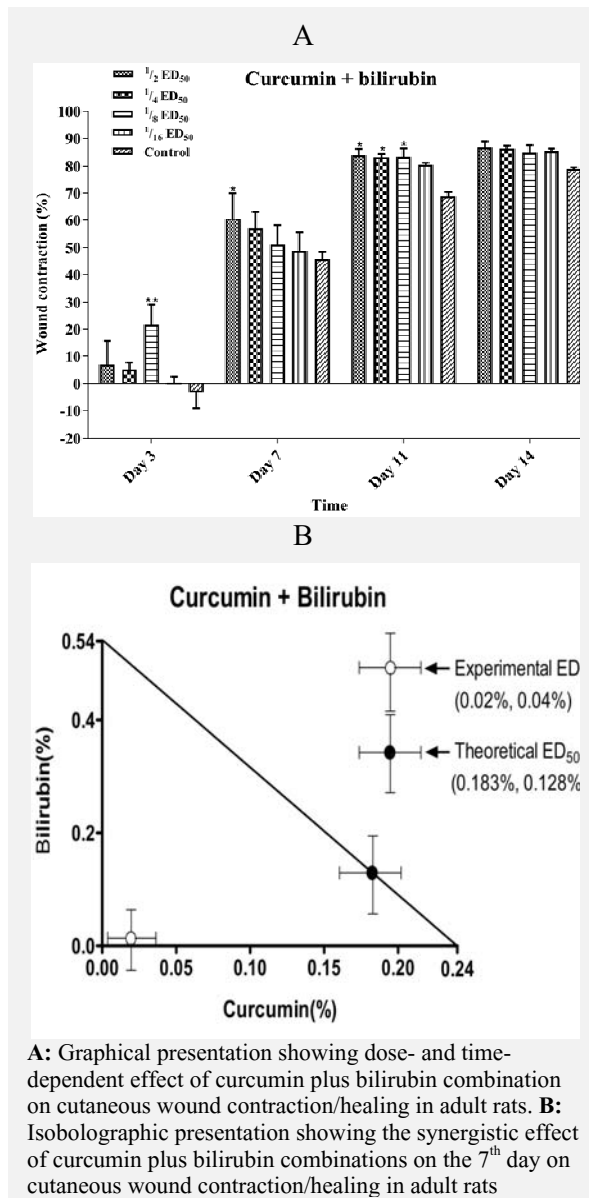 A
1/2 ED50
1/4 ED50
1/8 ED50
1/16 ED50
Control
Curcumin + bilirubin
Wound contraction (%)
100
90
80
70
60
50
40
30
20
10
0
-10
-20
*
**
*
*
*
Day 3
Day 7
Day 11
Day 14
Time
B
Curcumin + Bilirubin
Bilirubin(%)
0.54
0.4
0.2
0.0
Experimental ED
(0.02%, 0.04%)
Theoretical ED50
(0.183%, 0.128%
0.00
0.05
0.10
0.15
0.20
0.24
Curcumin(%)
A: Graphical presentation showing dose- and time-
dependent effect of curcumin plus bilirubin combination
on cutaneous wound contraction/healing in adult rats. B:
Isobolographic presentation showing the synergistic effect
of curcumin plus bilirubin combinations on the 7th day on
cutaneous wound contraction/healing in adult rats